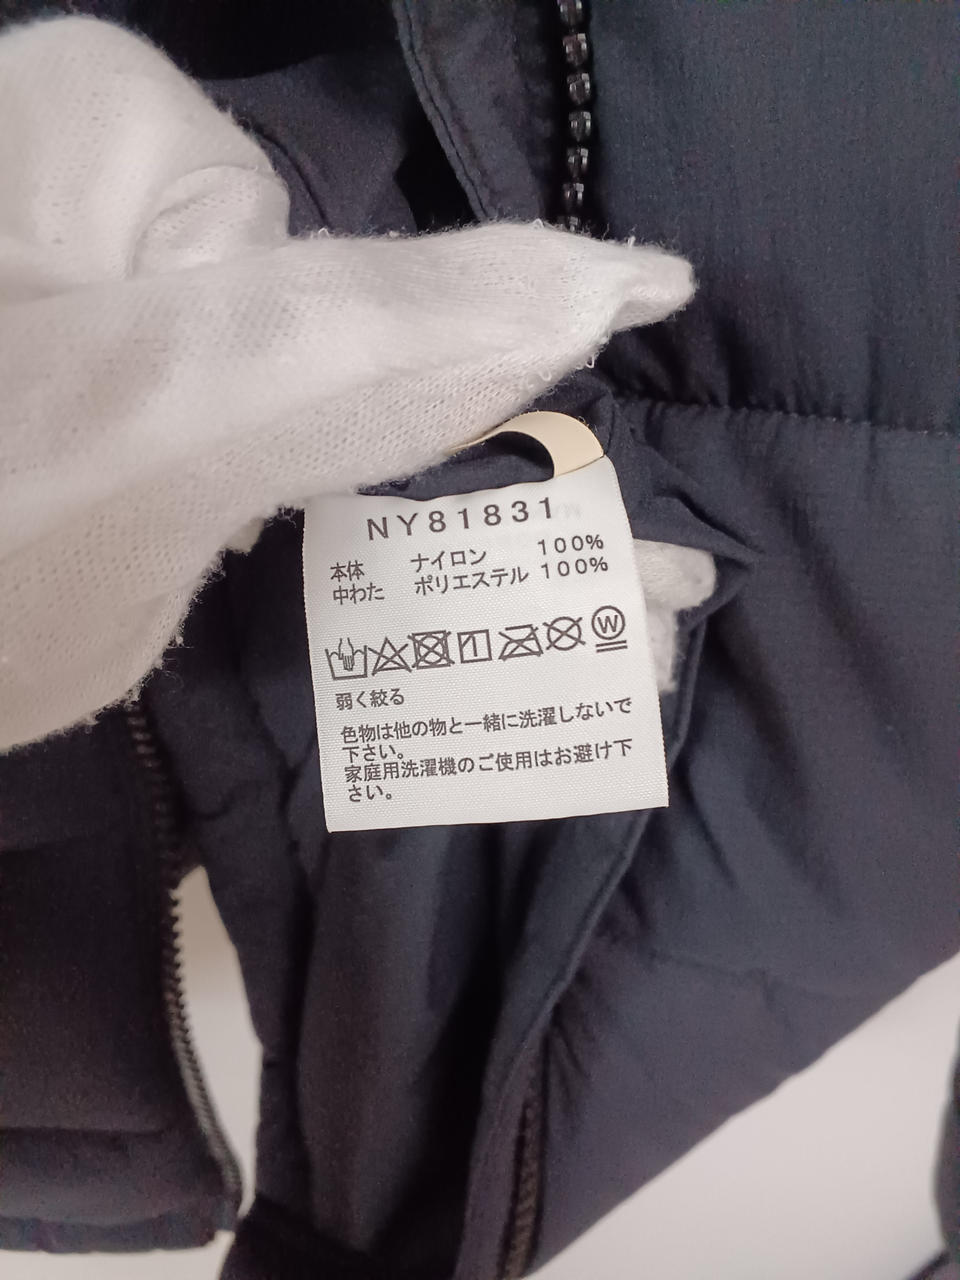 NY81831
本体 ナイロン 100%
中わた ポリエステル 100%
W
弱く絞る
色物は他の物と一緒に洗濯しないで
下さい。
家庭用洗濯機のご使用はお避け下
さい。